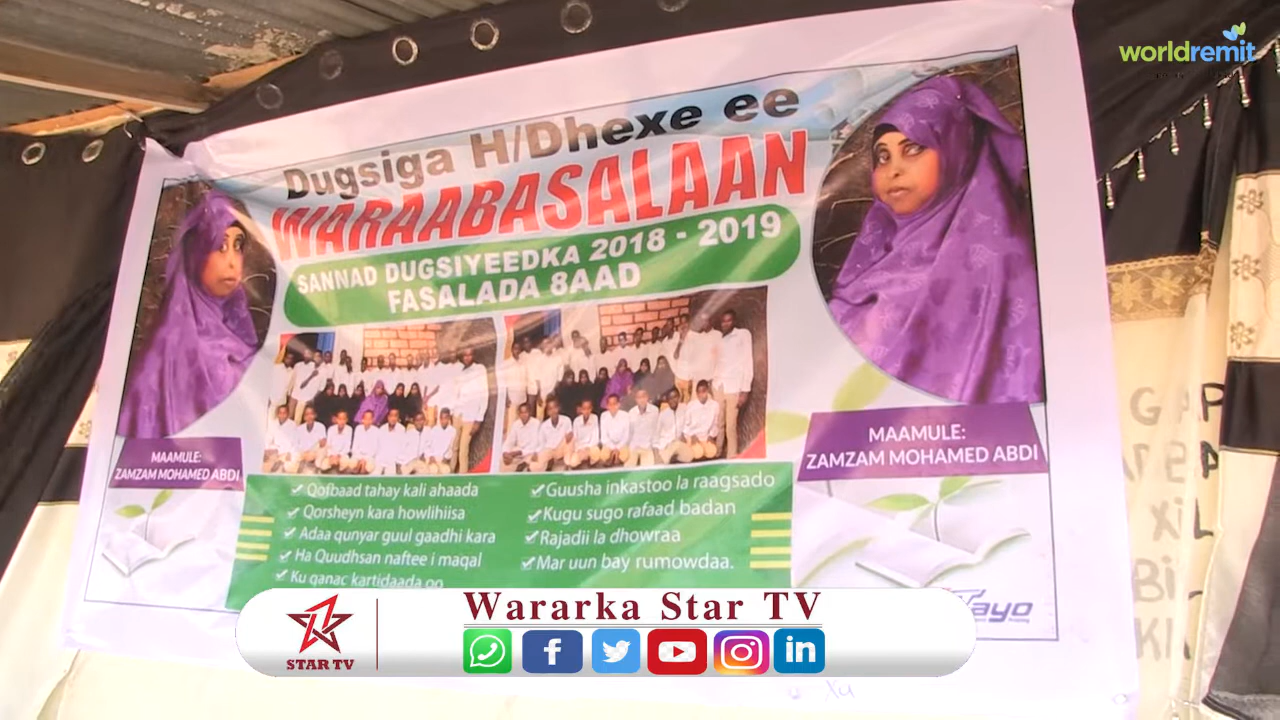 worldremit
Dugsiga H/Dhexe ee
WARAABASALAAN
SANNAD DUGSIYEEDKA 2018 - 2019
FASALADA 8AAD
MAAMULE:
ZAMZAM MOHAMED ABDI
MAAMULE:
ZAMZAM MOHAMED ABDI
Qofbaad tahay kali ahaada
Qorsheyn kara howlihiisa
Adaa qunyar guul gaadhi kara
Ha Quudhsan naftee i maqal
Ku qanac kartidaada oo
Guusha inkastoo la raagsado
Kugu sugo rafaad badan
Rajadii la dhowraa
Mar uun bay rumowdaa.
STAR TV
Wararka Star TV